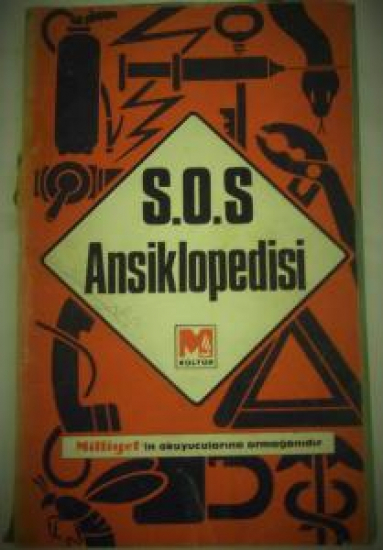 S.O.S
Ansiklopedisi
M
KÜLTÜR
Milliyet'in okuyucularına armağanıdır